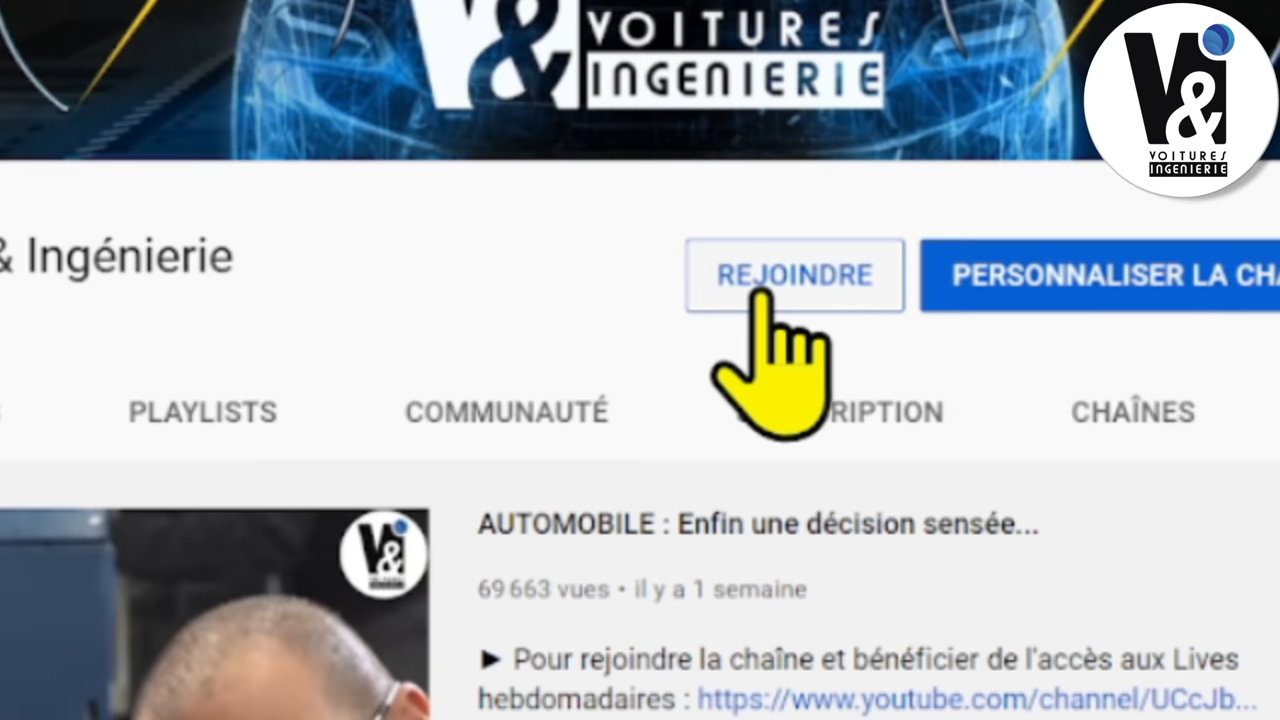 V&
VOITURES
INGENIERIE
V&i
VOITURES
INGENIERIE
& Ingénierie
REJOINDRE
PERSONNALISER LA CHA
PLAYLISTS
COMMUNAUTÉ
RIPTION
CHAÎNES
V&i
AUTOMOBILE : Enfin une décision sensée...
69 663 vues • il y a 1 semaine
► Pour rejoindre la chaîne et bénéficier de l'accès aux Lives
hebdomadaires : https://www.youtube.com/channel/UCcJb...